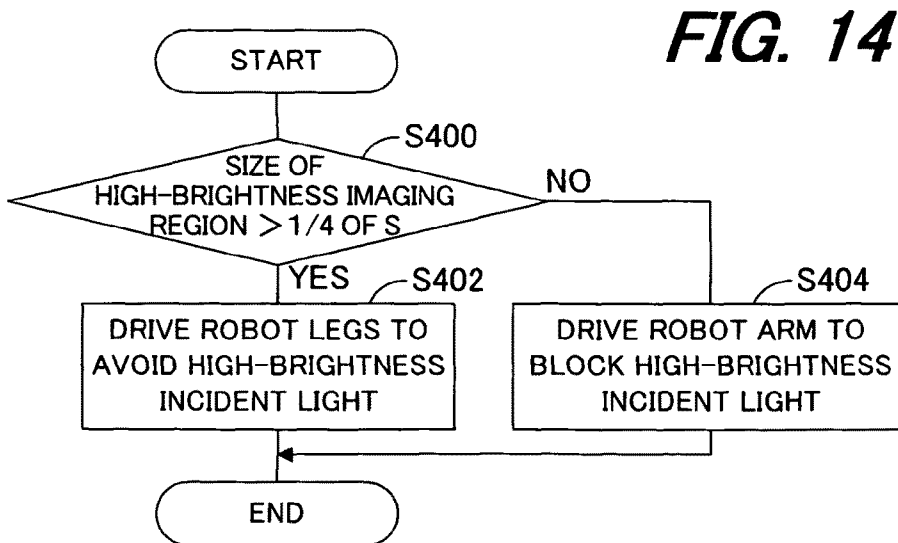 FIG. 14
START
S400
SIZE OF
HIGH-BRIGHTNESS IMAGING
REGION > 1/4 OF S
NO
YES
S402
DRIVE ROBOT LEGS TO
AVOID HIGH-BRIGHTNESS
INCIDENT LIGHT
S404
DRIVE ROBOT ARM TO
BLOCK HIGH-BRIGHTNESS
INCIDENT LIGHT
END